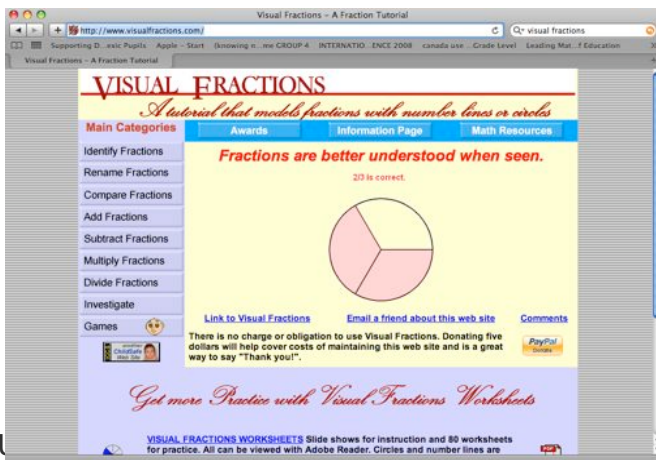 Visual Fractions – A Fraction Tutorial
http://www.visualfractions.com/
visual fractions
Supporting D...exic Pupils Apple – Start (knowing n...me GROUP 4 INTERNATIO...ENCE 2008 canada use ...Grade Level Leading Mat...f Education
Visual Fractions – A Fraction Tutorial
VISUAL FRACTIONS
A tutorial that models fractions with number lines or circles
Main Categories
Awards Information Page Math Resources
Identify Fractions
Rename Fractions
Compare Fractions
Add Fractions
Subtract Fractions
Multiply Fractions
Divide Fractions
Investigate
Games
Fractions are better understood when seen.
2/3 is correct.
Link to Visual Fractions Email a friend about this web site Comments
There is no charge or obligation to use Visual Fractions. Donating five
dollars will help cover costs of maintaining this web site and is a great
way to say "Thank you!".
PayPal
Donate
ChildSafe
Web Site
Get more Practice with Visual Fractions Worksheets
VISUAL FRACTIONS WORKSHEETS Slide shows for instruction and 80 worksheets
for practice. All can be viewed with Adobe Reader. Circles and number lines are